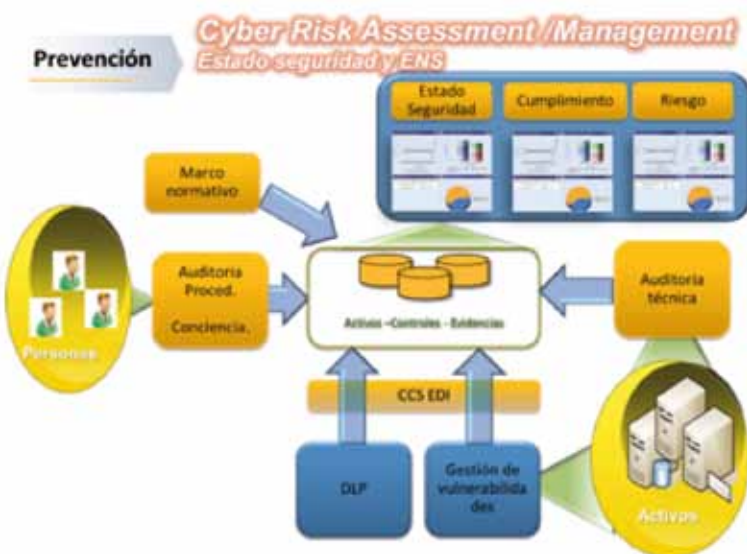 Prevención
Cyber Risk Assessment /Management
Estado seguridad y ENS
Estado
Seguridad
Cumplimiento
Riesgo
Marco
normativo
Personas
Auditoria
Proced.
Conciencia.
Activos –Controles - Evidencias
Auditoría
técnica
CCS EDI
DLP
Gestión de
vulnerabilida
des
Activos